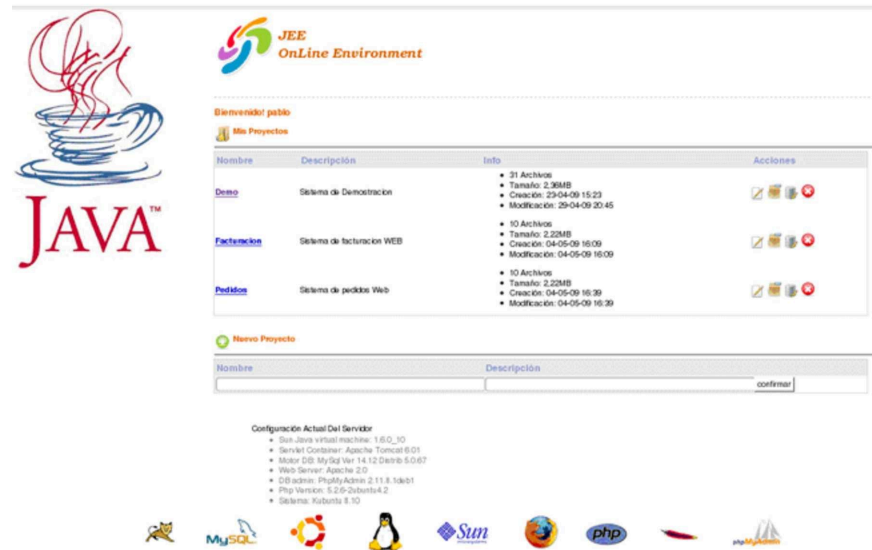 JEE
OnLine Environment
JAVA™
Bienvenido! pablo
Mis Proyectos
Nombre Descripción Info Acciones
Demo Sistema de Demostracion
• 31 Archivos
• Tamaño: 2,36MB
• Creación: 23-04-09 15:23
• Modificación: 29-04-09 20:45
Facturacion Sistema de facturacion WEB
• 10 Archivos
• Tamaño: 2,22MB
• Creación: 04-05-09 16:09
• Modificación: 04-05-09 16:09
Pedidos Sistema de pedidos Web
• 10 Archivos
• Tamaño: 2,22MB
• Creación: 04-05-09 16:39
• Modificación: 04-05-09 16:39
Nuevo Proyecto
Nombre Descripción
confirmar
Configuración Actual Del Servidor
• Sun Java virtual machine: 1.6.0_10
• Servlet Container: Apache Tomcat 6.01
• Motor DB: MySql Ver 14.12 Distrib 5.0.67
• Web Server: Apache 2.0
• DB admin: PhpMyAdmin 2.11.8.1deb1
• Php Version: 5.2.6-2ubuntu4.2
• Sistema: Kubuntu 8.10
MySQL Sun php phpMyAdmin